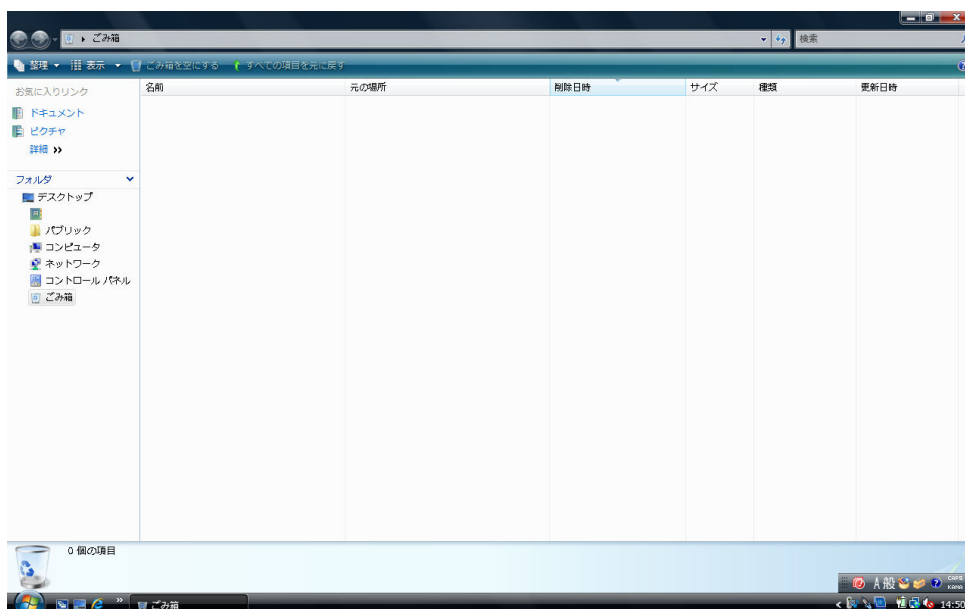 ごみ箱
検索
整理 表示 ごみ箱を空にする すべての項目を元に戻す
お気に入りリンク
ドキュメント
ピクチャ
詳細 >>
フォルダ
デスクトップ
パブリック
コンピュータ
ネットワーク
コントロール パネル
ごみ箱
名前 元の場所 削除日時 サイズ 種類 更新日時
0 個の項目
A 般 CAPS
KANA
ごみ箱
14:50